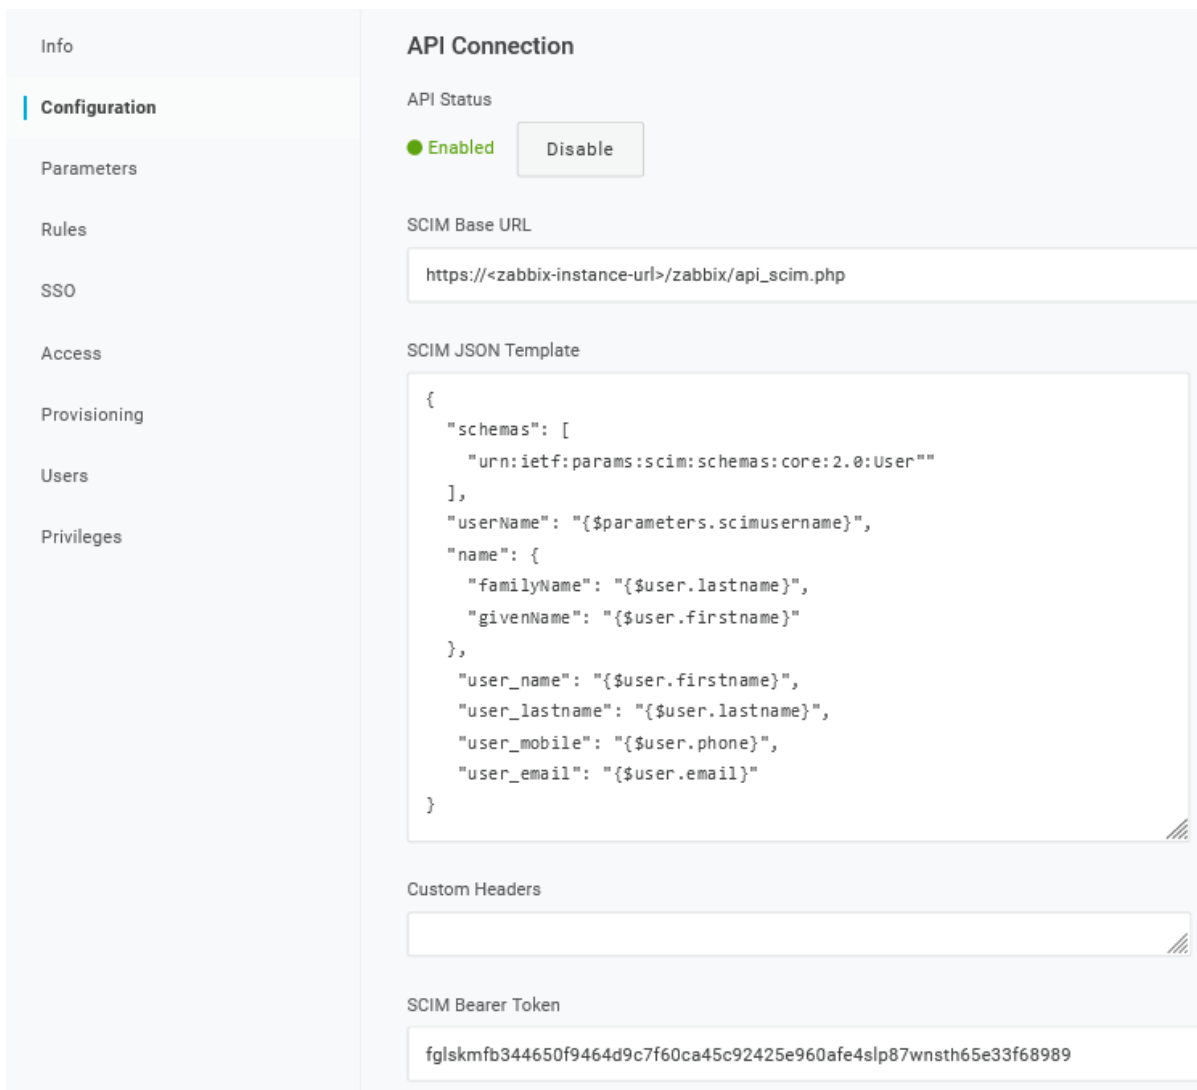 Info
Configuration
Parameters
Rules
SSO
Access
Provisioning
Users
Privileges
API Connection
API Status
Enabled
Disable
SCIM Base URL
https://<zabbix-instance-url>/zabbix/api_scim.php
SCIM JSON Template
{
  "schemas": [
    "urn:ietf:params:scim:schemas:core:2.0:User""
  ],
  "userName": "{$parameters.scimusername}",
  "name": {
    "familyName": "{$user.lastname}",
    "givenName": "{$user.firstname}"
  },
   "user_name": "{$user.firstname}",
   "user_lastname": "{$user.lastname}",
   "user_mobile": "{$user.phone}",
   "user_email": "{$user.email}"
}
Custom Headers
SCIM Bearer Token
fglskmfb344650f9464d9c7f60ca45c92425e960afe4slp87wnsth65e33f68989